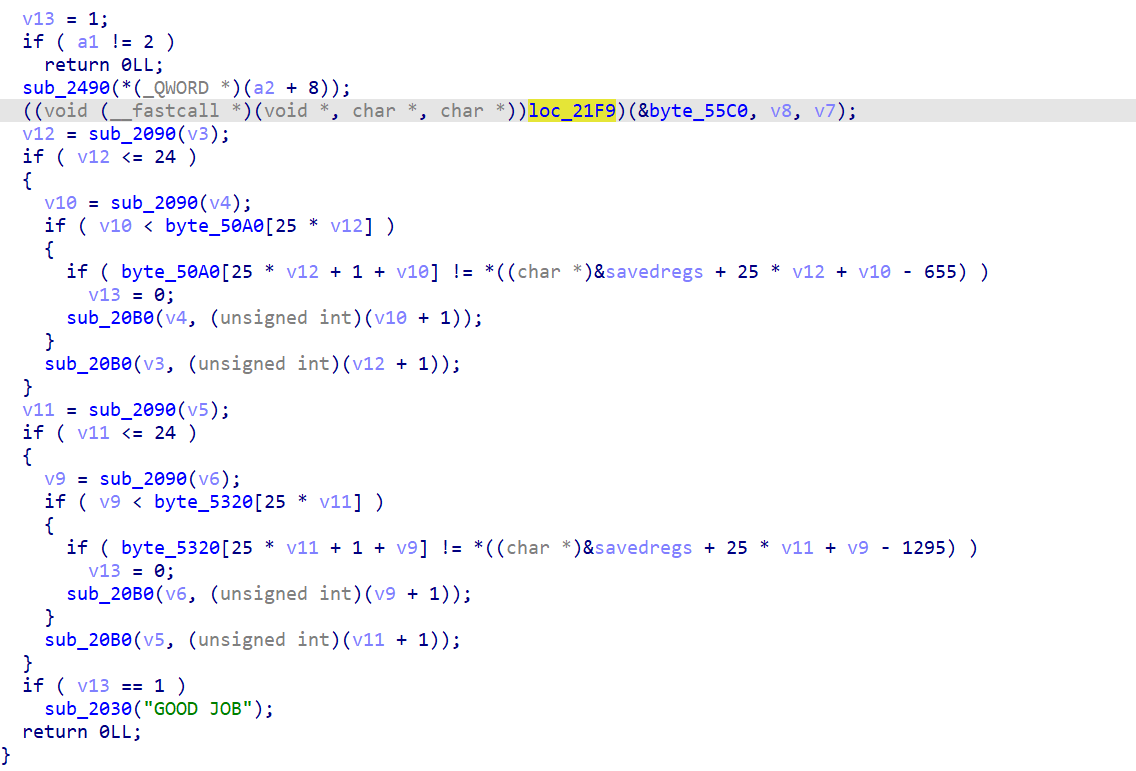 v13 = 1;
if ( a1 != 2 )
return 0LL;
sub_2490(*(_QWORD *)(a2 + 8));
((void (__fastcall *)(void *, char *, char *))loc_21F9)(&byte_55C0, v8, v7);
v12 = sub_2090(v3);
if ( v12 <= 24 )
{
v10 = sub_2090(v4);
if ( v10 < byte_50A0[25 * v12] )
{
if ( byte_50A0[25 * v12 + 1 + v10] != *((char *)&savedregs + 25 * v12 + v10 - 655) )
v13 = 0;
sub_20B0(v4, (unsigned int)(v10 + 1));
}
sub_20B0(v3, (unsigned int)(v12 + 1));
}
v11 = sub_2090(v5);
if ( v11 <= 24 )
{
v9 = sub_2090(v6);
if ( v9 < byte_5320[25 * v11] )
{
if ( byte_5320[25 * v11 + 1 + v9] != *((char *)&savedregs + 25 * v11 + v9 - 1295) )
v13 = 0;
sub_20B0(v6, (unsigned int)(v9 + 1));
}
sub_20B0(v5, (unsigned int)(v11 + 1));
}
if ( v13 == 1 )
sub_2030("GOOD JOB");
return 0LL;
}